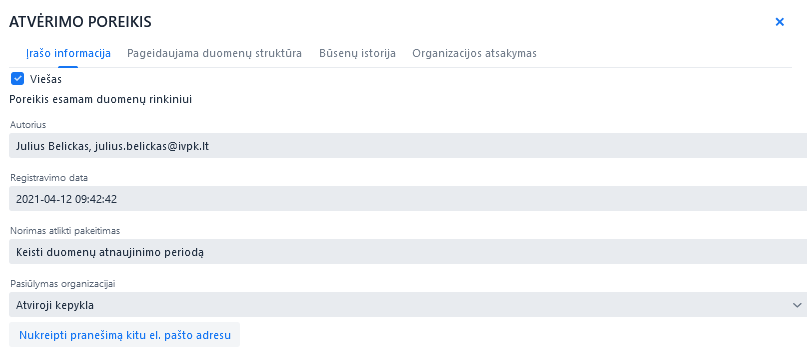 ATVĖRIMO POREIKIS
Įrašo informacija Pageidaujama duomenų struktūra Būsenų istorija Organizacijos atsakymas
Viešas
Poreikis esamam duomenų rinkiniui
Autorius
Julius Belickas, julius.belickas@ivpk.lt
Registravimo data
2021-04-12 09:42:42
Norimas atlikti pakeitimas
Keisti duomenų atnaujinimo periodą
Pasiūlymas organizacijai
Atviroji kepykla
Nukreipti pranešimą kitu el. pašto adresu